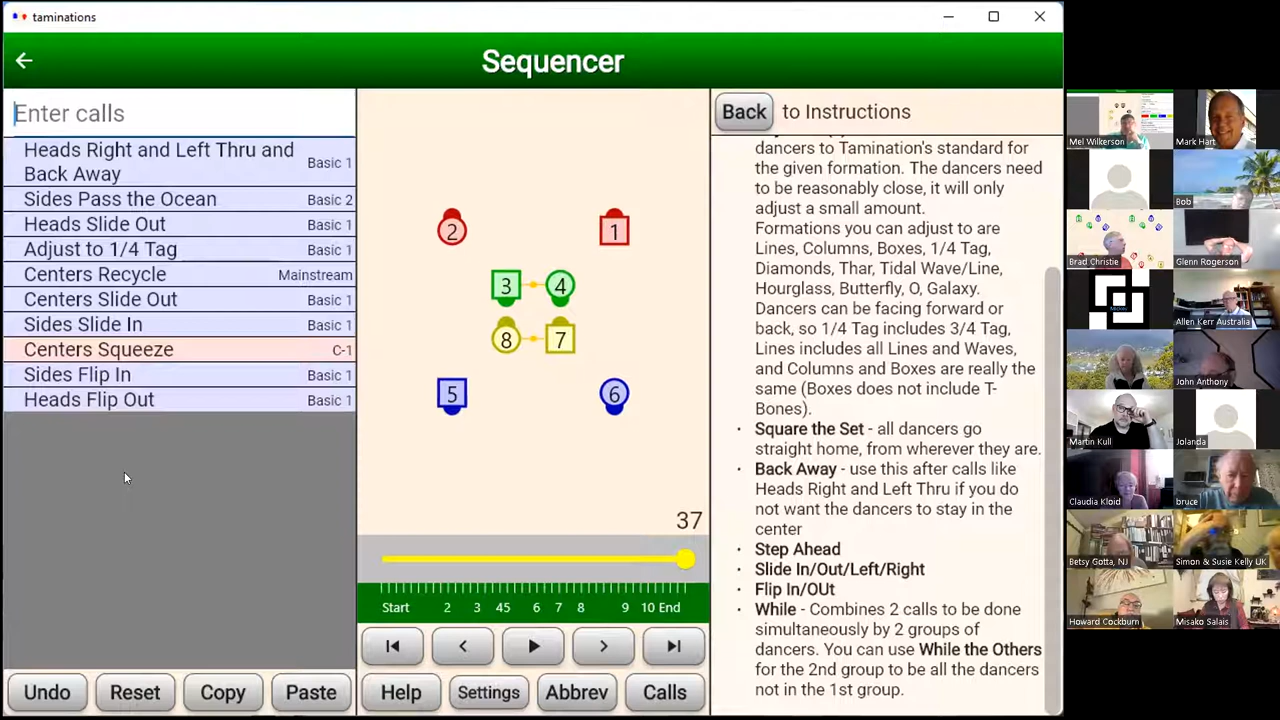 taminations
Sequencer
Enter calls
Heads Right and Left Thru and
Back Away Basic 1
Sides Pass the Ocean Basic 2
Heads Slide Out Basic 1
Adjust to 1/4 Tag Basic 1
Centers Recycle Mainstream
Centers Slide Out Basic 1
Sides Slide In Basic 1
Centers Squeeze C-1
Sides Flip In Basic 1
Heads Flip Out Basic 1
Undo Reset Copy Paste
2 1
3 4
8 7
5 6
37
Start 2 3 45 6 7 8 9 10 End
Help Settings Abbrev Calls
Back to Instructions
dancers to Tamination's standard for
the given formation. The dancers need
to be reasonably close, it will only
adjust a small amount.
Formations you can adjust to are
Lines, Columns, Boxes, 1/4 Tag,
Diamonds, Thar, Tidal Wave/Line,
Hourglass, Butterfly, O, Galaxy.
Dancers can be facing forward or
back, so 1/4 Tag includes 3/4 Tag,
Lines includes all Lines and Waves,
and Columns and Boxes are really the
same (Boxes does not include T-
Bones).
· Square the Set - all dancers go
straight home, from wherever they are.
· Back Away - use this after calls like
Heads Right and Left Thru if you do
not want the dancers to stay in the
center
· Step Ahead
· Slide In/Out/Left/Right
· Flip In/OUt
· While - Combines 2 calls to be done
simultaneously by 2 groups of
dancers. You can use While the Others
for the 2nd group to be all the dancers
not in the 1st group.
Mel Wilkerson
Mark Hart
Bob
Brad Christie
Glenn Rogerson
Allen Kerr Australia
John Anthony
Martin Kull
Jolanda
Claudia Kloid
bruce
Betsy Gotta, NJ
Simon & Susie Kelly UK
Howard Cockburn
Misako Salais